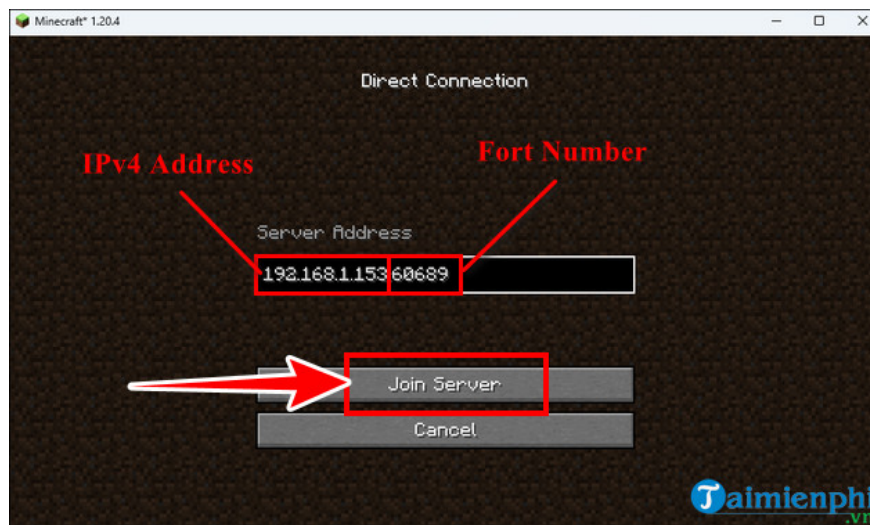 Minecraft* 1.20.4
Direct Connection
IPv4 Address
Fort Number
Server Address
192.168.1.153 60689
Join Server
Cancel
Taimienphi
.vn